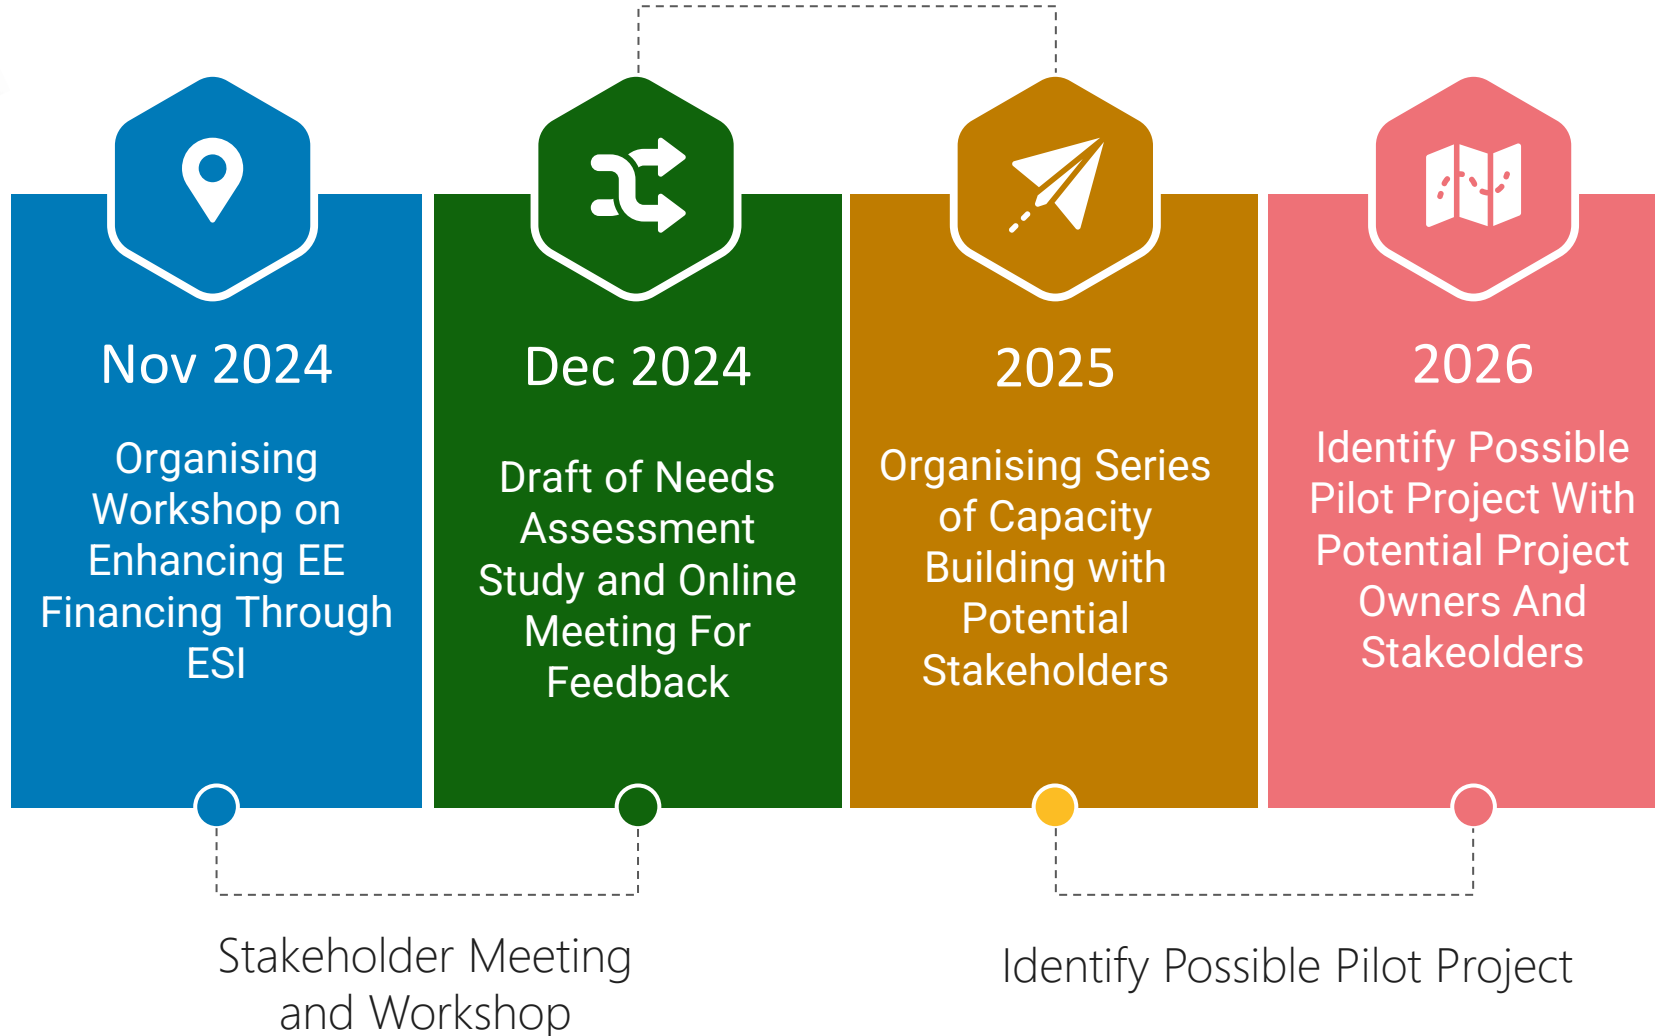 Nov 2024
Organising
Workshop on
Enhancing EE
Financing Through
ESI
Dec 2024
Draft of Needs
Assessment
Study and Online
Meeting For
Feedback
2025
Organising Series
of Capacity
Building with
Potential
Stakeholders
2026
Identify Possible
Pilot Project With
Potential Project
Owners And
Stakeolders
Stakeholder Meeting
and Workshop
Identify Possible Pilot Project